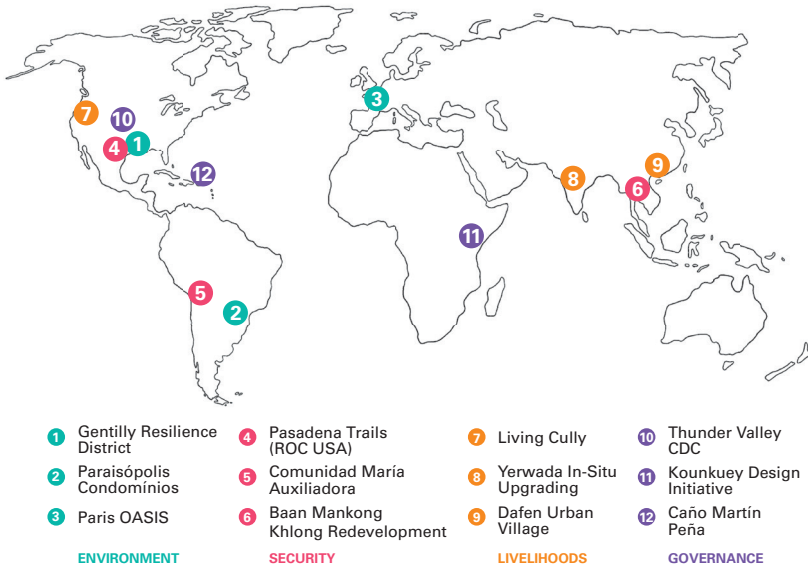 7
10
4
1
12
3
8
9
6
11
5
2
1 Gentilly Resilience
District
2 Paraisópolis
Condomínios
3 Paris OASIS
ENVIRONMENT
4 Pasadena Trails
(ROC USA)
5 Comunidad María
Auxiliadora
6 Baan Mankong
Khlong Redevelopment
SECURITY
7 Living Cully
8 Yerwada In-Situ
Upgrading
9 Dafen Urban
Village
LIVELIHOODS
10 Thunder Valley
CDC
11 Kounkuey Design
Initiative
12 Caño Martín
Peña
GOVERNANCE